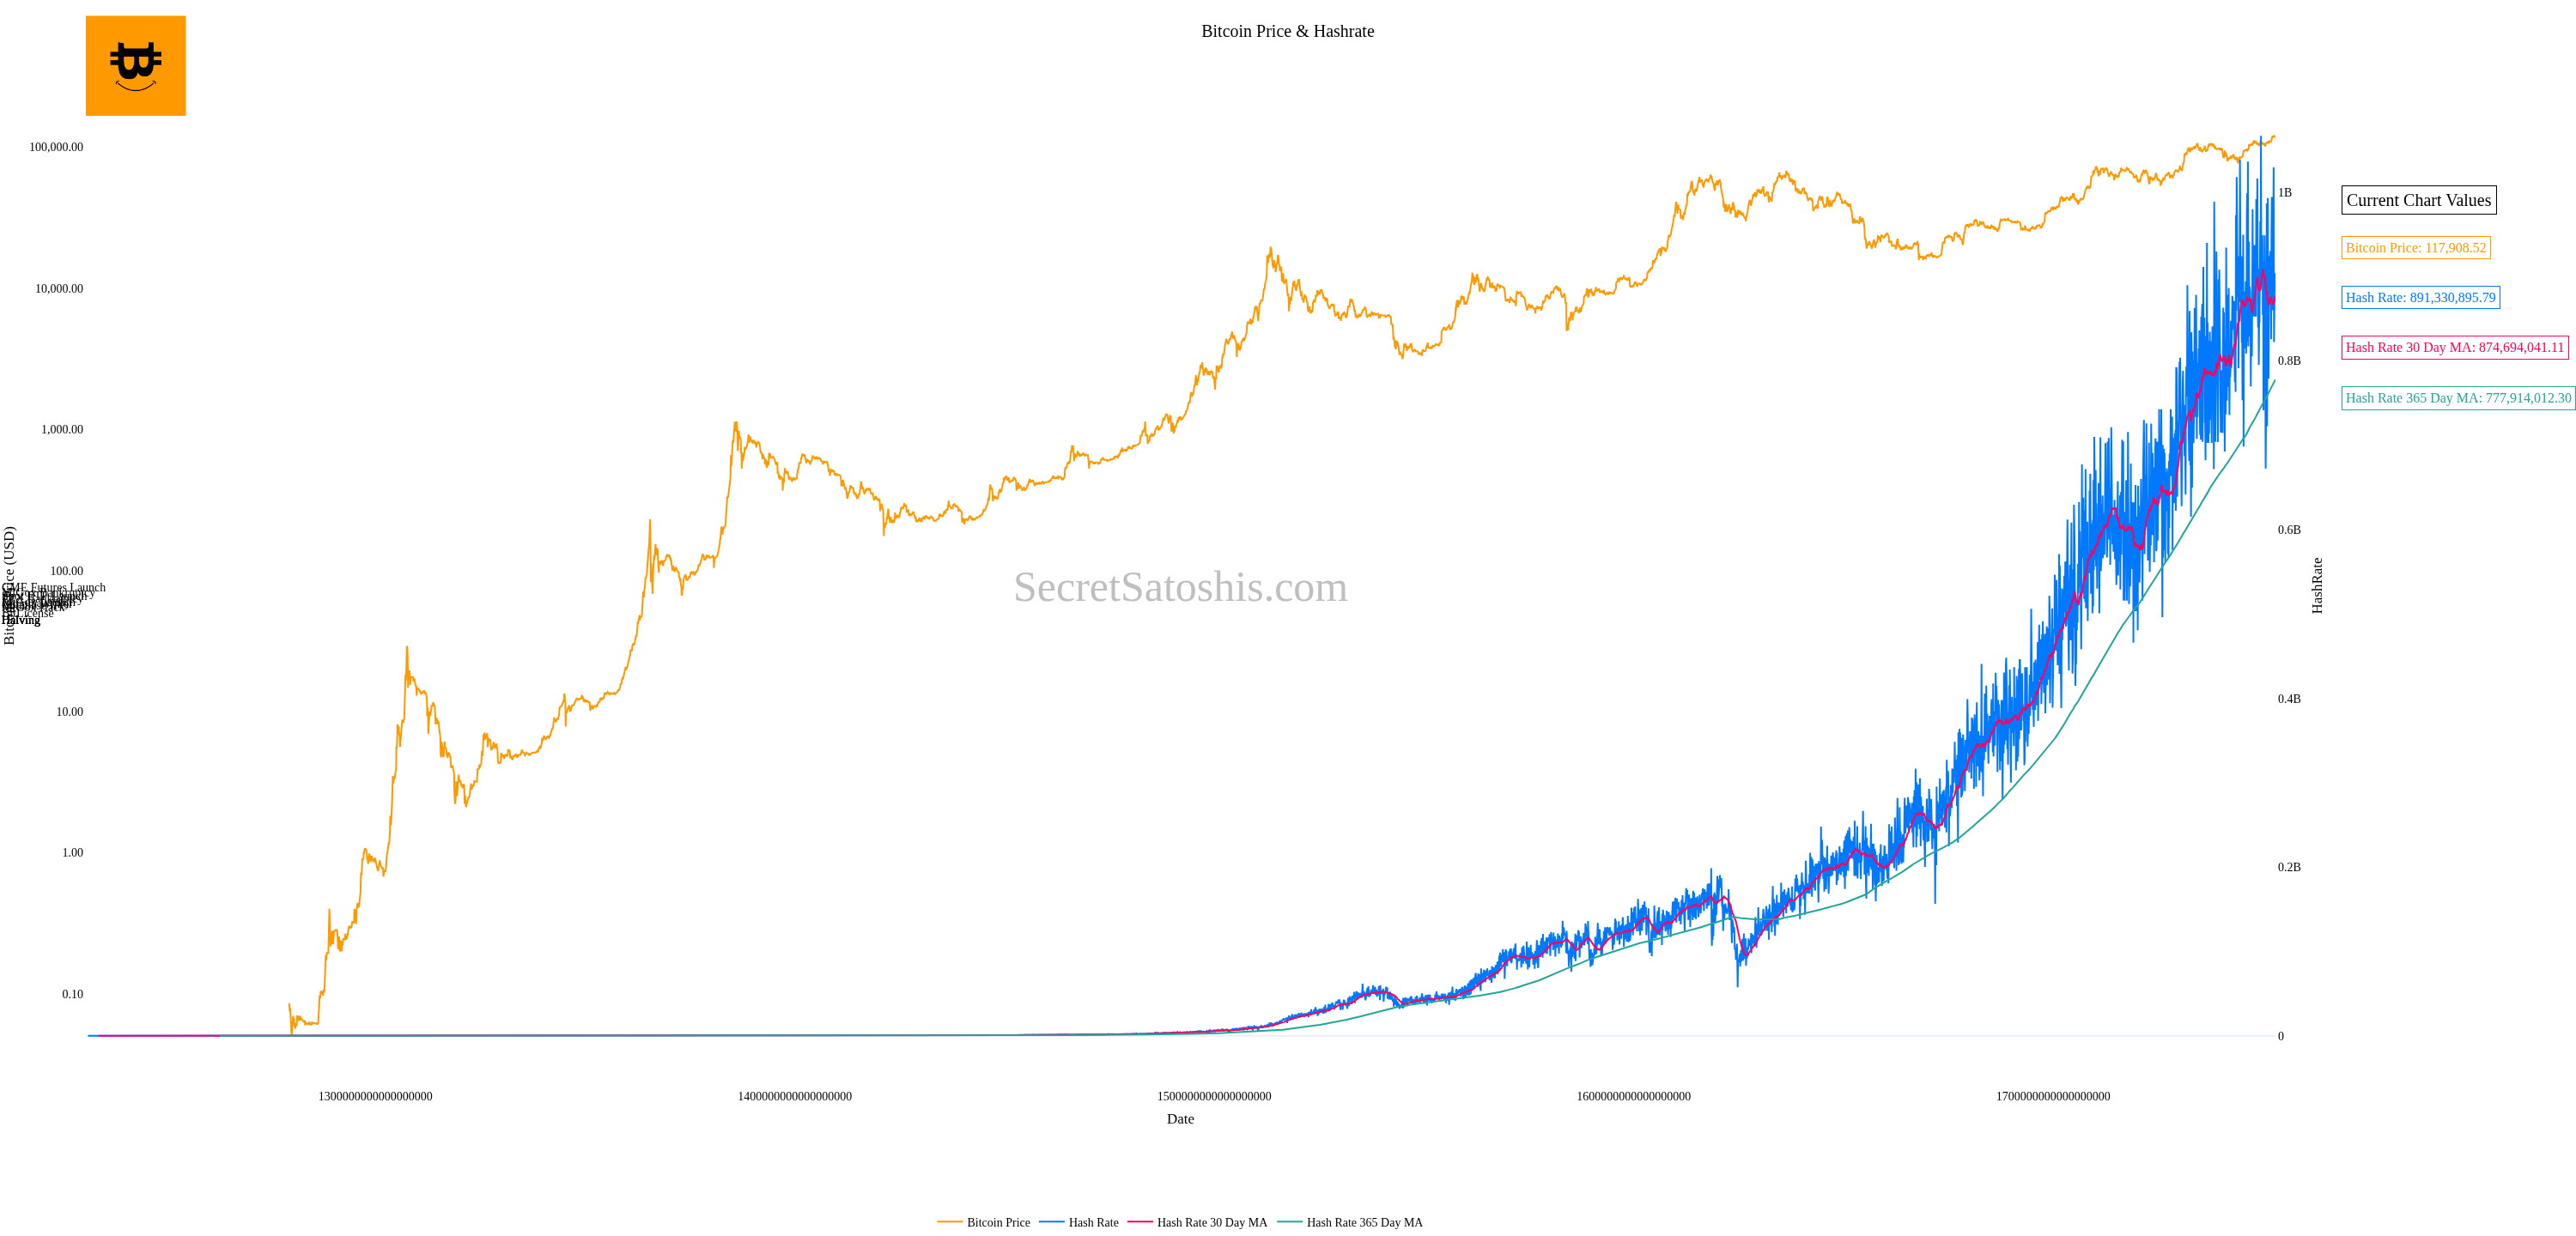 Bitcoin Price & Hashrate
100,000.00
10,000.00
1,000.00
100.00
10.00
1.00
0.10
Bitcoin Price (USD)
CME Futures Launch
Halving
SecretSatoshis.com
1B
0.8B
0.6B
0.4B
0.2B
0
HashRate
Current Chart Values
Bitcoin Price: 117,908.52
Hash Rate: 891,330,895.79
Hash Rate 30 Day MA: 874,694,041.11
Hash Rate 365 Day MA: 777,914,012.30
1300000000000000000
1400000000000000000
1500000000000000000
1600000000000000000
1700000000000000000
Date
Bitcoin Price
Hash Rate
Hash Rate 30 Day MA
Hash Rate 365 Day MA